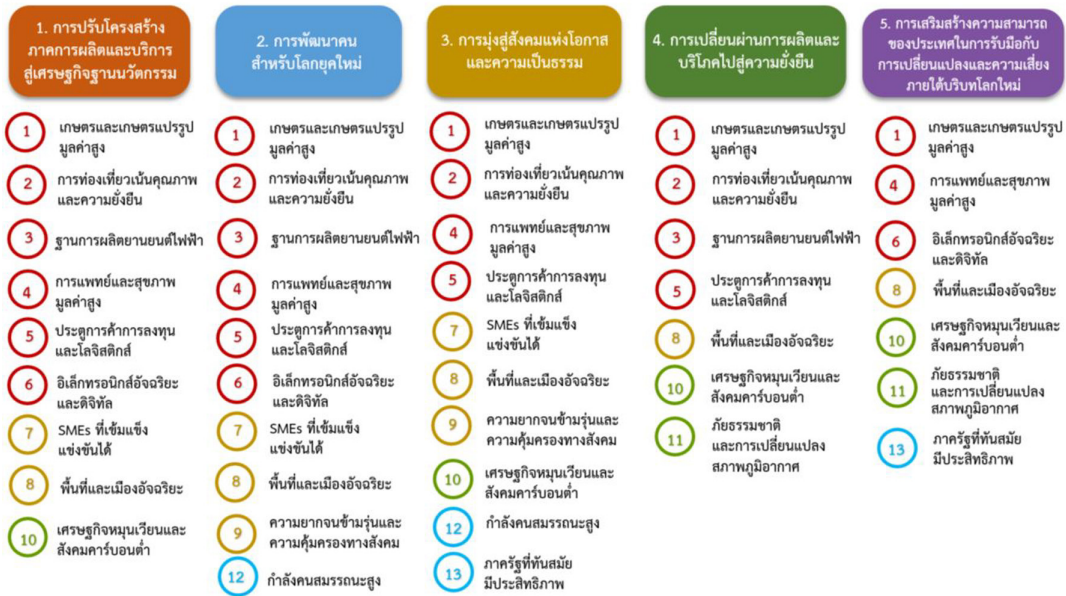 1. การปรับโครงสร้าง
ภาคการผลิตและบริการ
สู่เศรษฐกิจฐานนวัตกรรม
1
เกษตรและเกษตรแปรรูป
มูลค่าสูง
2
การท่องเที่ยวเน้นคุณภาพ
และความยั่งยืน
3
ฐานการผลิตยานยนต์ไฟฟ้า
4
การแพทย์และสุขภาพ
มูลค่าสูง
5
ประตูการค้าการลงทุน
และโลจิสติกส์
6
อิเล็กทรอนิกส์อัจฉริยะ
และดิจิทัล
7
SMEs ที่เข้มแข็ง
แข่งขันได้
8
พื้นที่และเมืองอัจฉริยะ
10
เศรษฐกิจหมุนเวียนและ
สังคมคาร์บอนต่ำ
2. การพัฒนาคน
สำหรับโลกยุคใหม่
1
เกษตรและเกษตรแปรรูป
มูลค่าสูง
2
การท่องเที่ยวเน้นคุณภาพ
และความยั่งยืน
3
ฐานการผลิตยานยนต์ไฟฟ้า
4
การแพทย์และสุขภาพ
มูลค่าสูง
5
ประตูการค้าการลงทุน
และโลจิสติกส์
6
อิเล็กทรอนิกส์อัจฉริยะ
และดิจิทัล
7
SMEs ที่เข้มแข็ง
แข่งขันได้
8
พื้นที่และเมืองอัจฉริยะ
9
ความยากจนข้ามรุ่นและ
ความคุ้มครองทางสังคม
12
กำลังคนสมรรถนะสูง
3. การมุ่งสู่สังคมแห่งโอกาส
และความเป็นธรรม
1
เกษตรและเกษตรแปรรูป
มูลค่าสูง
2
การท่องเที่ยวเน้นคุณภาพ
และความยั่งยืน
4
การแพทย์และสุขภาพ
มูลค่าสูง
5
ประตูการค้าการลงทุน
และโลจิสติกส์
7
SMEs ที่เข้มแข็ง
แข่งขันได้
8
พื้นที่และเมืองอัจฉริยะ
9
ความยากจนข้ามรุ่นและ
ความคุ้มครองทางสังคม
10
เศรษฐกิจหมุนเวียนและ
สังคมคาร์บอนต่ำ
12
กำลังคนสมรรถนะสูง
13
ภาครัฐที่ทันสมัย
มีประสิทธิภาพ
4. การเปลี่ยนผ่านการผลิตและ
บริโภคไปสู่ความยั่งยืน
1
เกษตรและเกษตรแปรรูป
มูลค่าสูง
2
การท่องเที่ยวเน้นคุณภาพ
และความยั่งยืน
3
ฐานการผลิตยานยนต์ไฟฟ้า
5
ประตูการค้าการลงทุน
และโลจิสติกส์
8
พื้นที่และเมืองอัจฉริยะ
10
เศรษฐกิจหมุนเวียนและ
สังคมคาร์บอนต่ำ
11
ภัยธรรมชาติ
และการเปลี่ยนแปลง
สภาพภูมิอากาศ
5. การเสริมสร้างความสามารถ
ของประเทศในการรับมือกับ
การเปลี่ยนแปลงและความเสี่ยง
ภายใต้บริบทโลกใหม่
1
เกษตรและเกษตรแปรรูป
มูลค่าสูง
4
การแพทย์และสุขภาพ
มูลค่าสูง
6
อิเล็กทรอนิกส์อัจฉริยะ
และดิจิทัล
8
พื้นที่และเมืองอัจฉริยะ
10
เศรษฐกิจหมุนเวียนและ
สังคมคาร์บอนต่ำ
11
ภัยธรรมชาติ
และการเปลี่ยนแปลง
สภาพภูมิอากาศ
13
ภาครัฐที่ทันสมัย
มีประสิทธิภาพ